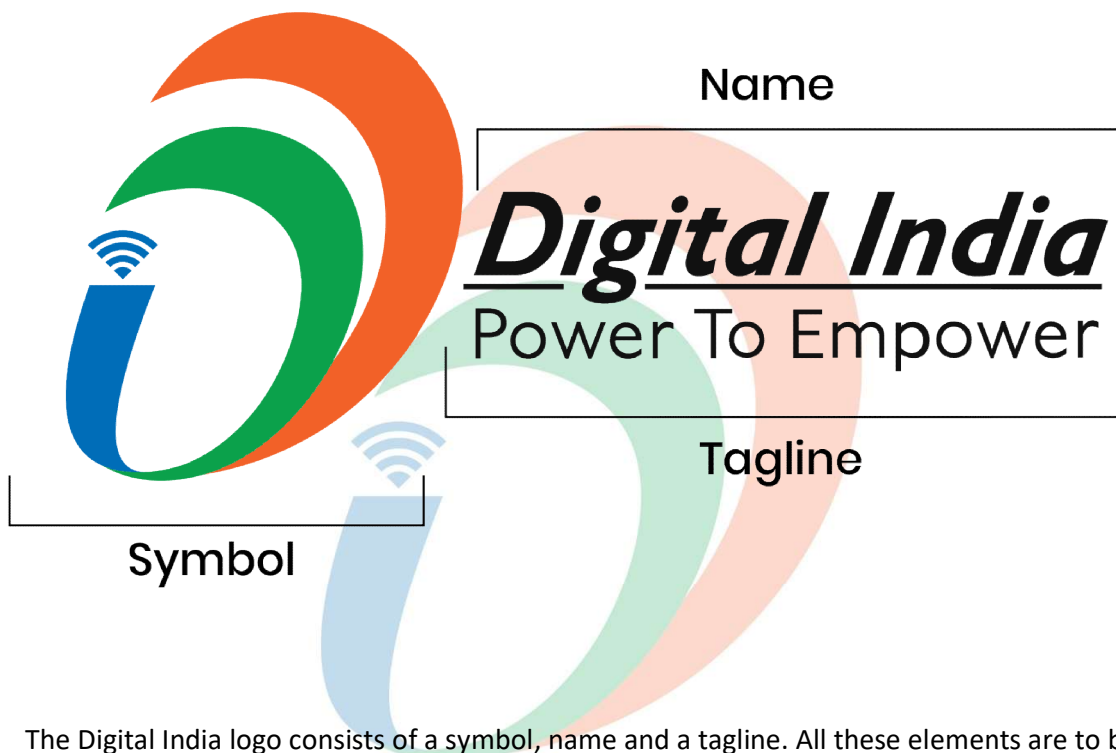 Name
Digital India
Power To Empower
Tagline
Symbol
The Digital India logo consists of a symbol, name and a tagline. All these elements are to